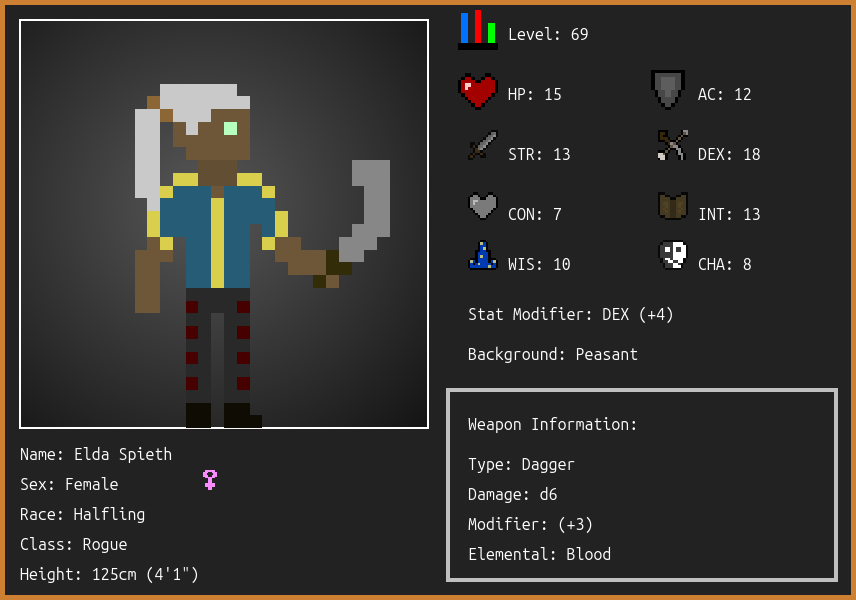 Level: 69
HP: 15
AC: 12
STR: 13
DEX: 18
CON: 7
INT: 13
WIS: 10
CHA: 8
Stat Modifier: DEX (+4)
Background: Peasant
Weapon Information:
Type: Dagger
Damage: d6
Modifier: (+3)
Elemental: Blood
Name: Elda Spieth
Sex: Female
Race: Halfling
Class: Rogue
Height: 125cm (4'1")